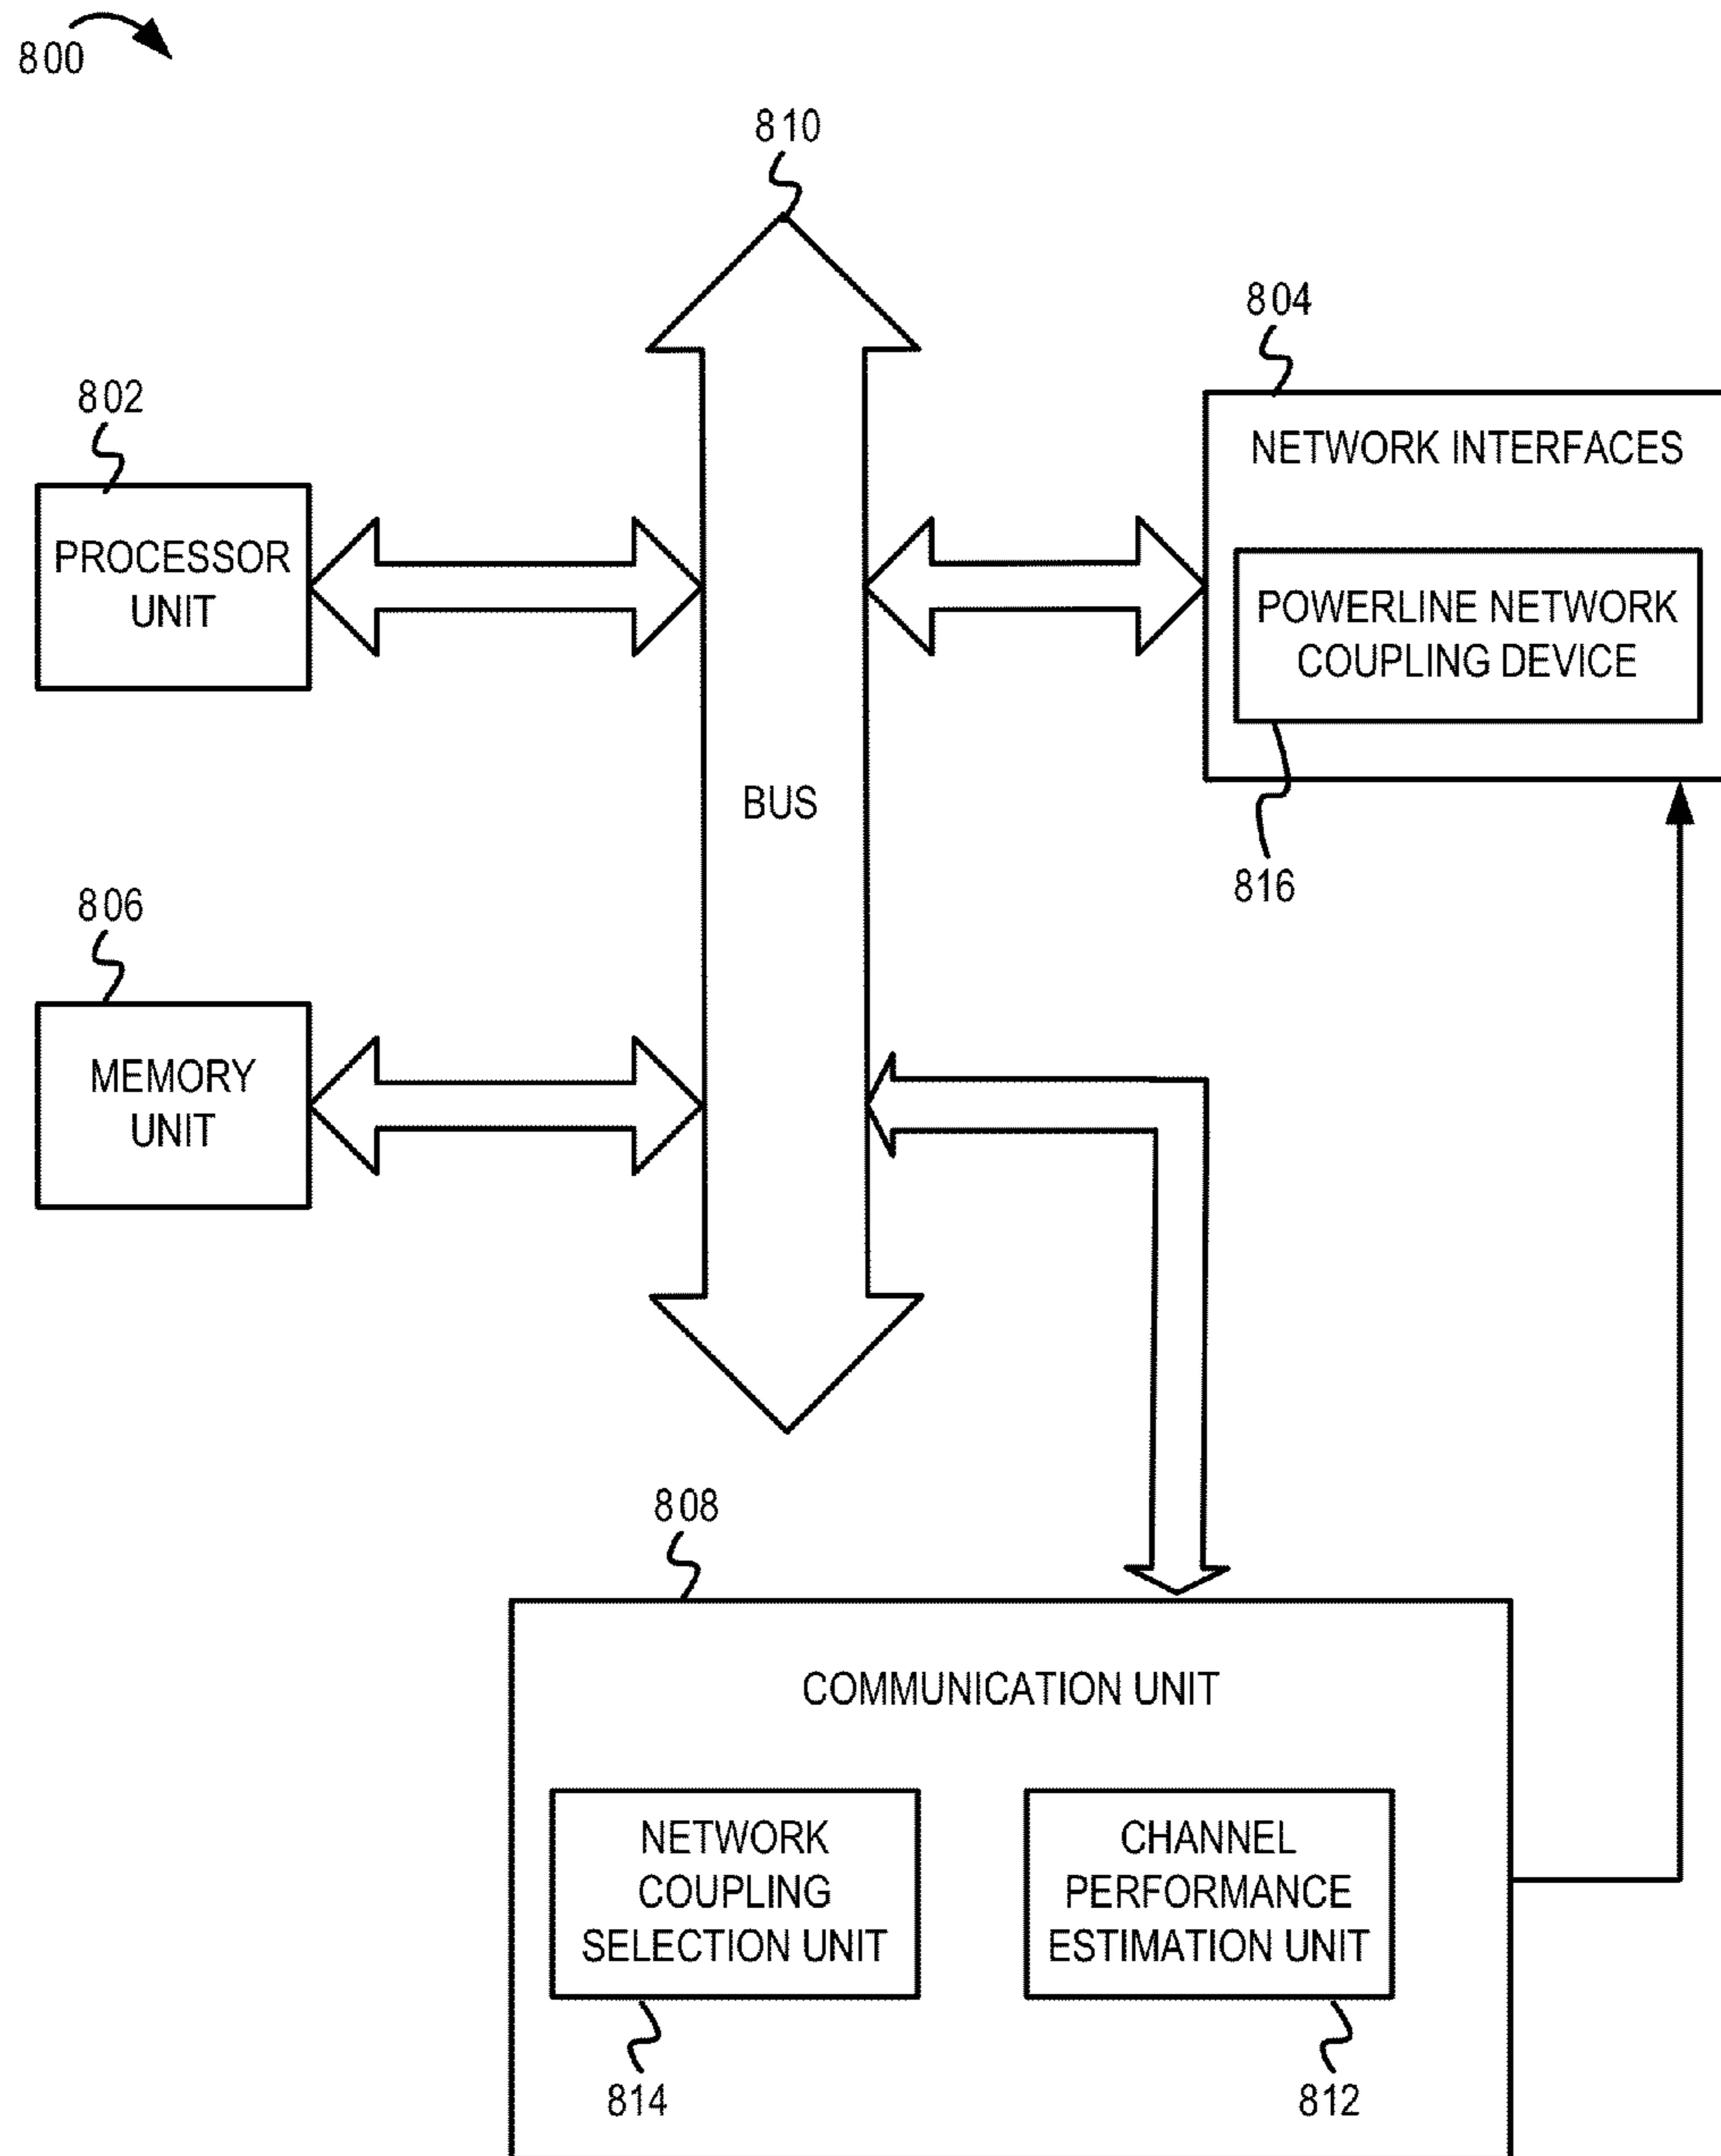 800
810
804
NETWORK INTERFACES
802
PROCESSOR
UNIT
POWERLINE NETWORK
COUPLING DEVICE
BUS
816
806
MEMORY
UNIT
808
COMMUNICATION UNIT
NETWORK
COUPLING
SELECTION UNIT
CHANNEL
PERFORMANCE
ESTIMATION UNIT
814
812